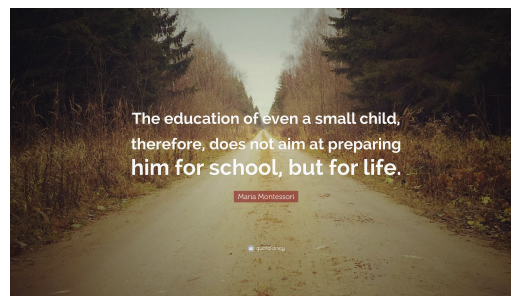 The education of even a small child,
therefore, does not aim at preparing
him for school, but for life.
Maria Montessori
quotefancy